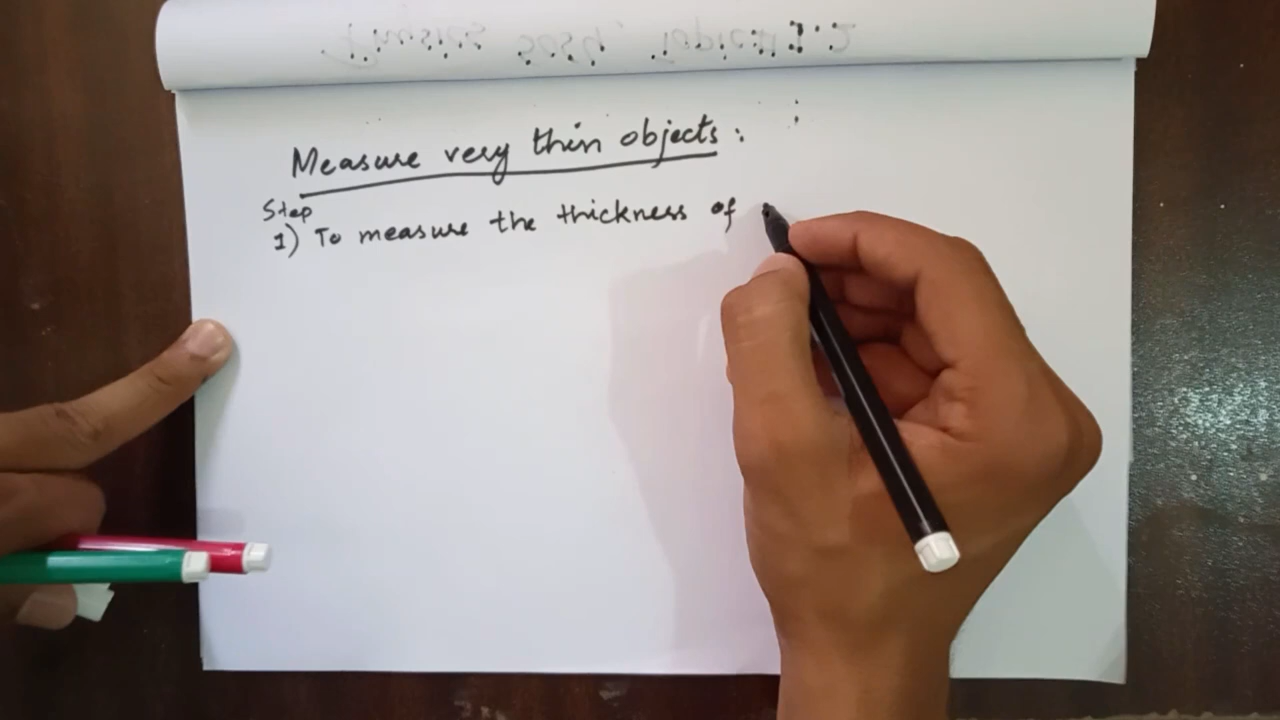 Measure very thin objects:
Step
1) To measure the thickness of